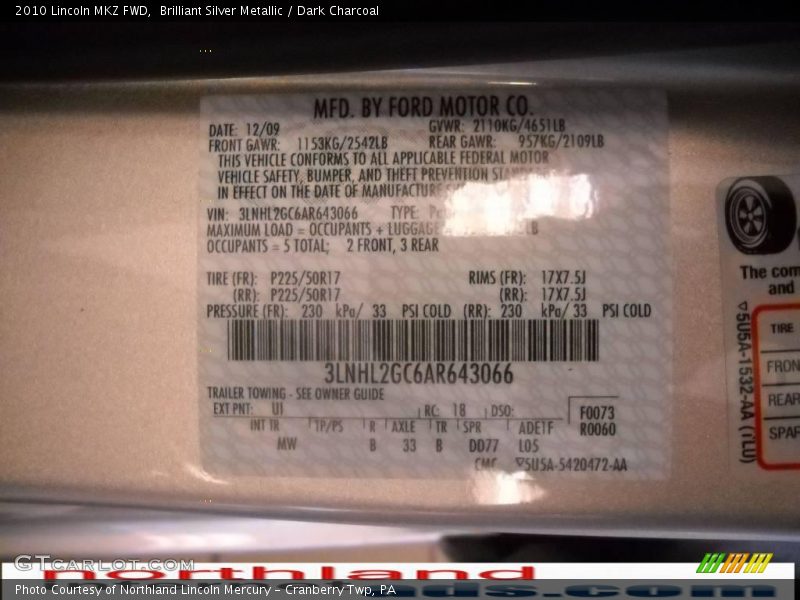 2010 Lincoln MKZ FWD,  Brilliant Silver Metallic / Dark Charcoal
MFD. BY FORD MOTOR CO.
DATE: 12/09 GVWR: 2110KG/4651LB
FRONT GAWR: 1153KG/2542LB REAR GAWR: 957KG/2109LB
THIS VEHICLE CONFORMS TO ALL APPLICABLE FEDERAL MOTOR
VEHICLE SAFETY, BUMPER, AND THEFT PREVENTION
IN EFFECT ON THE DATE OF MANUFACTURE
VIN: 3LNHL2GC6AR643066 TYPE:
MAXIMUM LOAD = OCCUPANTS + LUGGAGE
OCCUPANTS = 5 TOTAL; 2 FRONT, 3 REAR
TIRE (FR): P225/50R17 RIMS (FR): 17X7.5J
(RR): P225/50R17 (RR): 17X7.5J
PRESSURE (FR): 230 kPa/ 33 PSI COLD (RR): 230 kPa/ 33 PSI COLD
3LNHL2GC6AR643066
TRAILER TOWING - SEE OWNER GUIDE
EXT PNT: UI RC: 18 DSO: F0073
INT TR TP/PS R AXLE TR SPR ADETF R0060
MW B 33 B DD77 L05
CMC ▽5U5A-5420472-AA
The com
and
TIRE
FRON
REAR
SPAR
▽5U5A-1532-AA (7LU)
GTCarlot.com
northland
Photo Courtesy of Northland Lincoln Mercury - Cranberry Twp, PA